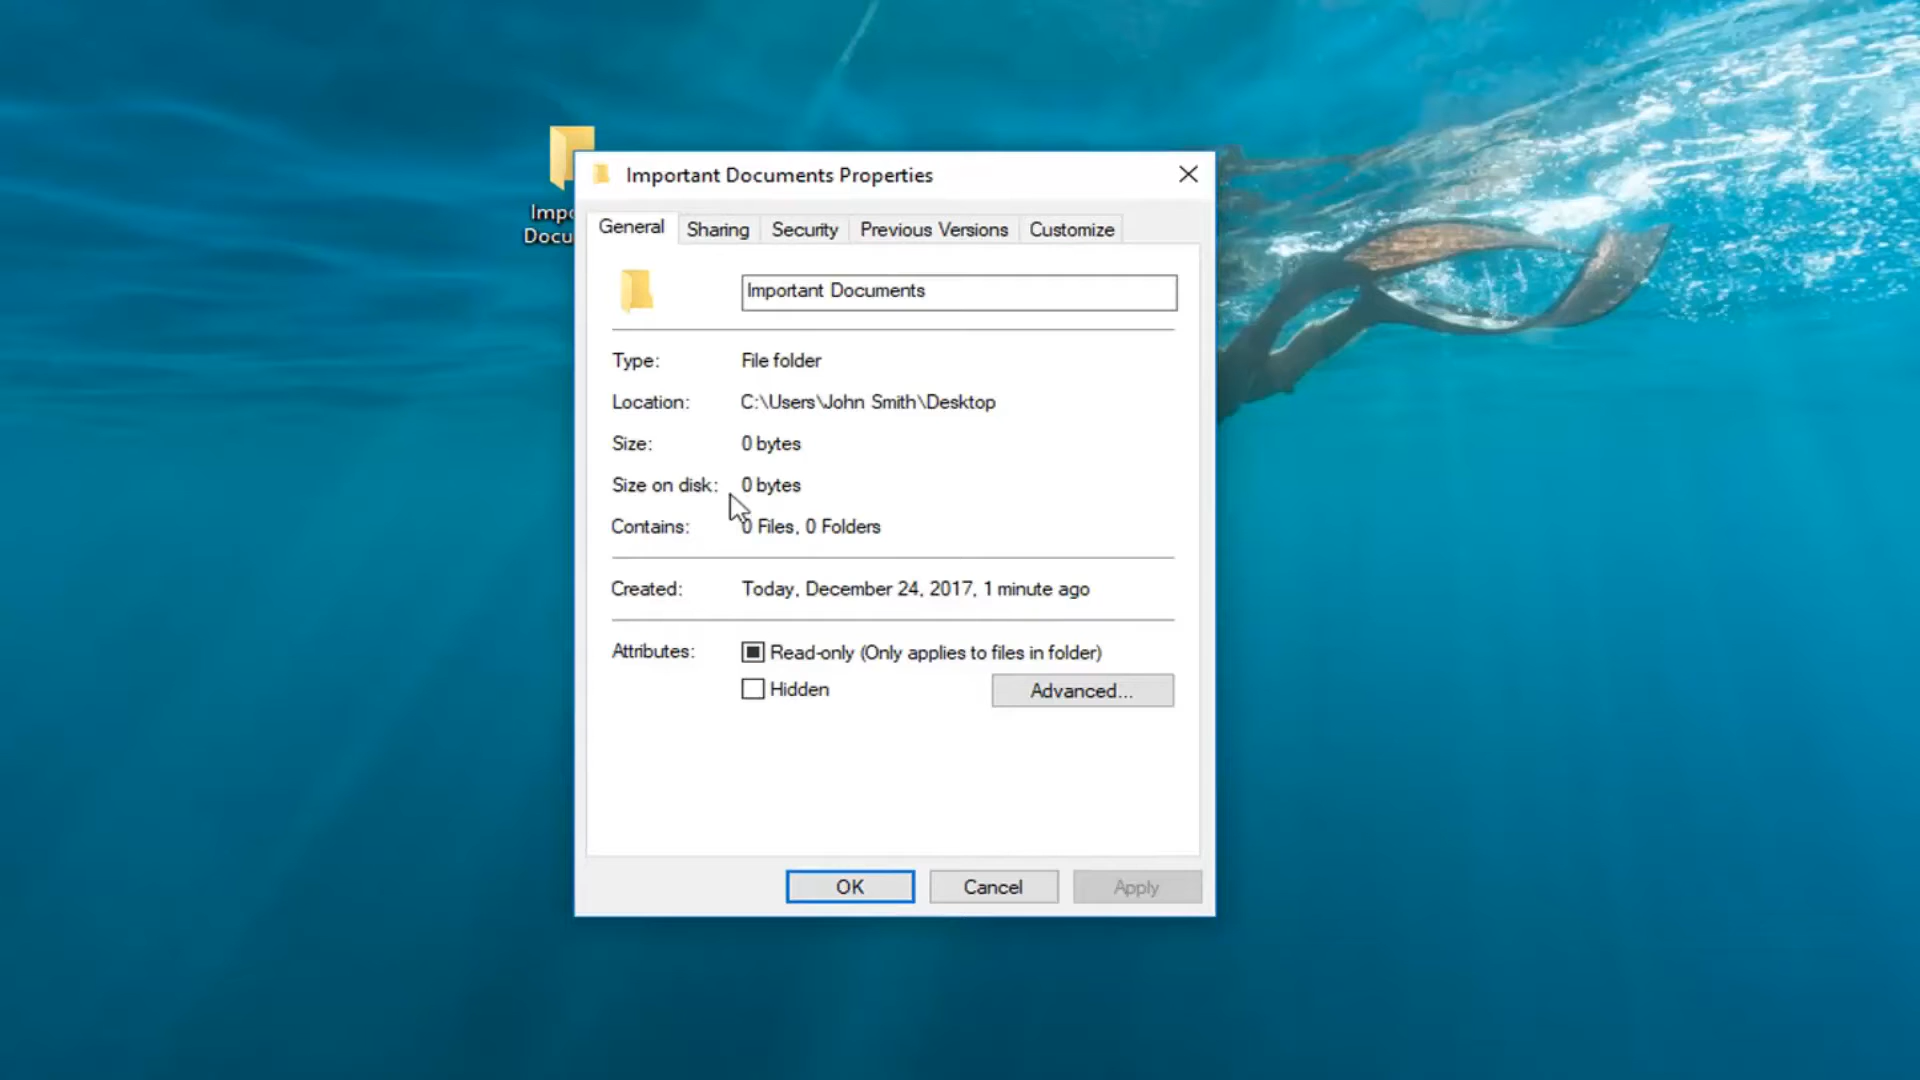 Impo
Docu
Important Documents Properties
General Sharing Security Previous Versions Customize
Important Documents
Type: File folder
Location: C:\Users\John Smith\Desktop
Size: 0 bytes
Size on disk: 0 bytes
Contains: 0 Files, 0 Folders
Created: Today, December 24, 2017, 1 minute ago
Attributes: Read-only (Only applies to files in folder)
Hidden Advanced...
OK Cancel Apply